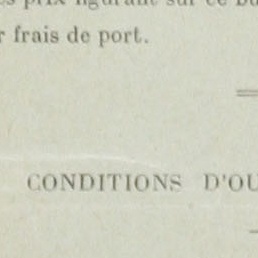 prix figurant sur ce
frais de port.
CONDITIONS D'OU